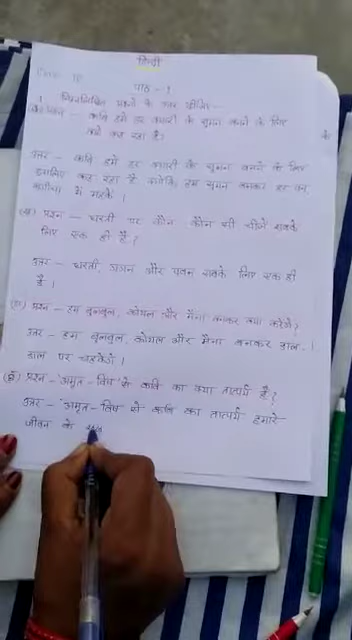 हिन्दी
पाठ - 1
1. निम्नलिखित प्रश्नों के उत्तर दीजिए -
(क) प्रश्न - कवि हमें हर क्यारी के सुमन बनने के लिए
क्यों कह रहा है?
उत्तर - कवि हमें हर क्यारी के सुमन बनने के लिए
इसलिए कह रहा है क्योंकि हम सुमन बनकर हर
बगीचा में महकें।
(ख) प्रश्न - धरती पर कौन कौन सी चीजें सबके
लिए एक ही हैं?
उत्तर - धरती, गगन और पवन सबके लिए एक ही
हैं।
(ग) प्रश्न - हम बुलबुल, कोयल और मैना बनकर क्या करेंगे?
उत्तर - हम बुलबुल, कोयल और मैना बनकर डाल -
डाल पर चहकेंगे।
प्रश्न - 'अमृत - विष' से कवि का क्या तात्पर्य है?
उत्तर - 'अमृत - विष' से कवि का तात्पर्य हमारे
जीवन के